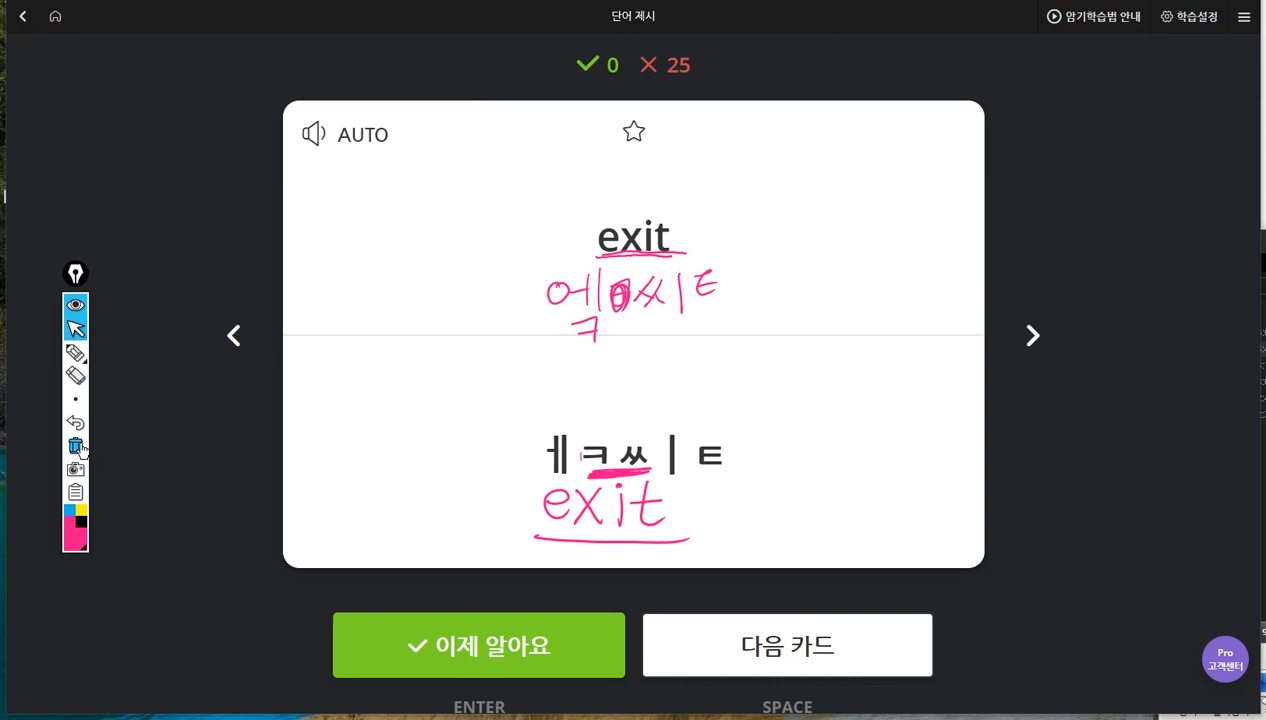 단어 제시
암기학습법 안내
학습설정
0
25
AUTO
exit
에씨트
ㅋ
ㅔㅋㅆㅣㅌ
exit
이제 알아요
다음 카드
ENTER
SPACE
Pro
고객센터